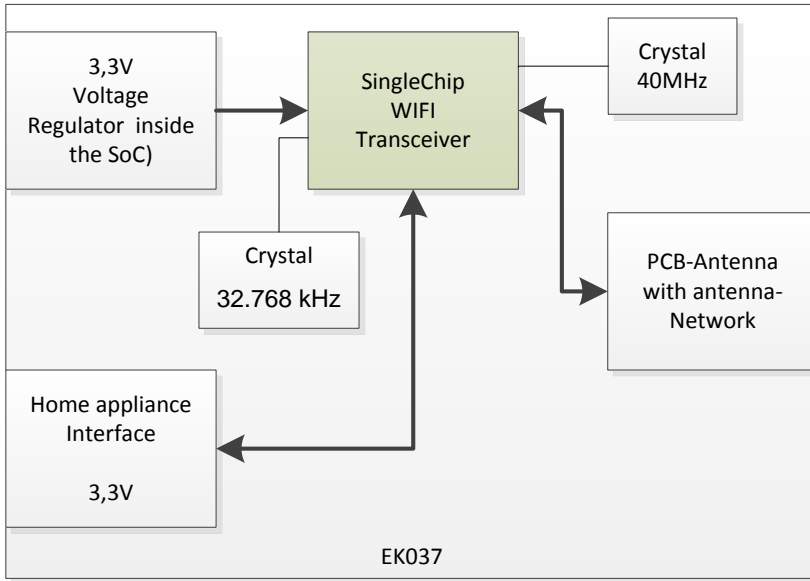 3,3V
Voltage
Regulator inside
the SoC)
SingleChip
WIFI
Transceiver
Crystal
40MHz
Crystal
32.768 kHz
PCB-Antenna
with antenna-
Network
Home appliance
Interface
3,3V
EK037